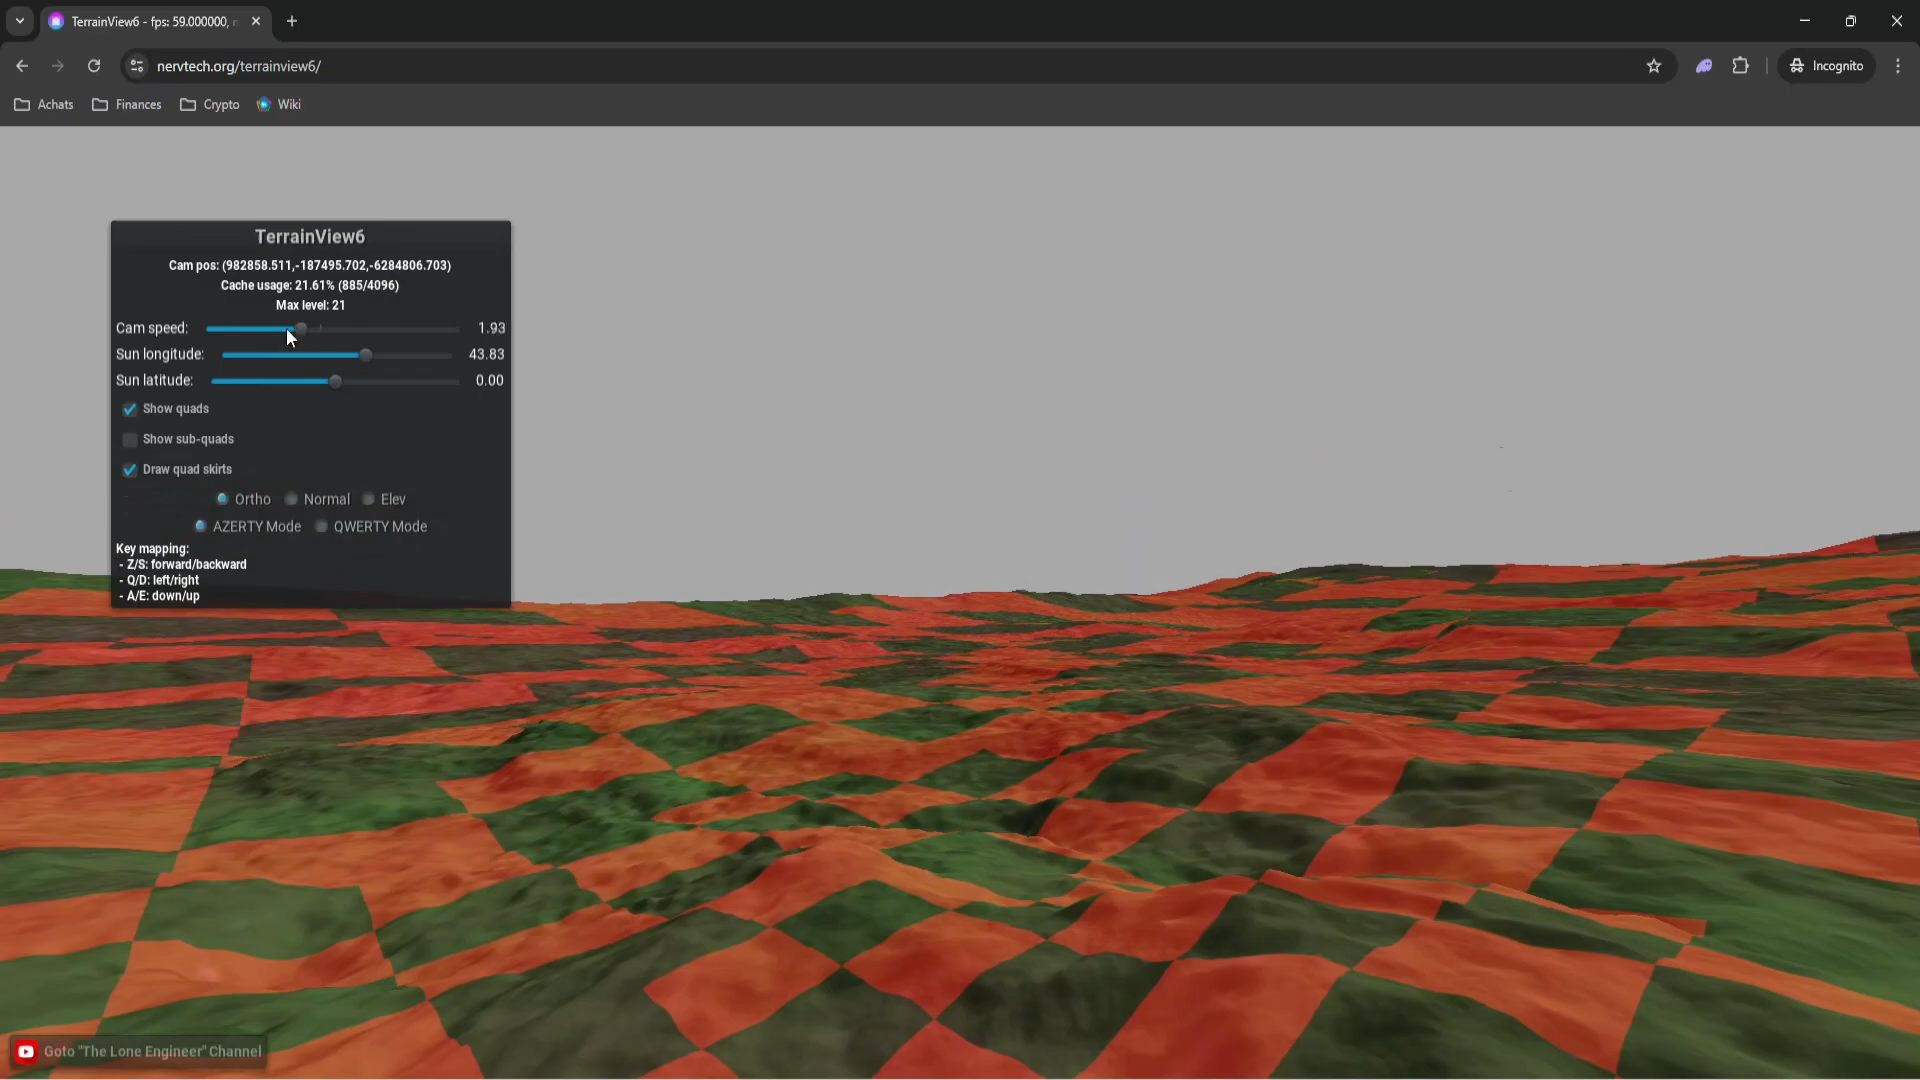 TerrainView6 - fps: 59.000000,
nervtech.org/terrainview6/
Incognito
Achats
Finances
Crypto
Wiki
TerrainView6
Cam pos: (982858.511,-187495.702,-6284806.703)
Cache usage: 21.61% (885/4096)
Max level: 21
Cam speed: 1.93
Sun longitude: 43.83
Sun latitude: 0.00
Show quads
Show sub-quads
Draw quad skirts
Ortho Normal Elev
AZERTY Mode QWERTY Mode
Key mapping:
- Z/S: forward/backward
- Q/D: left/right
- A/E: down/up
Goto "The Lone Engineer" Channel